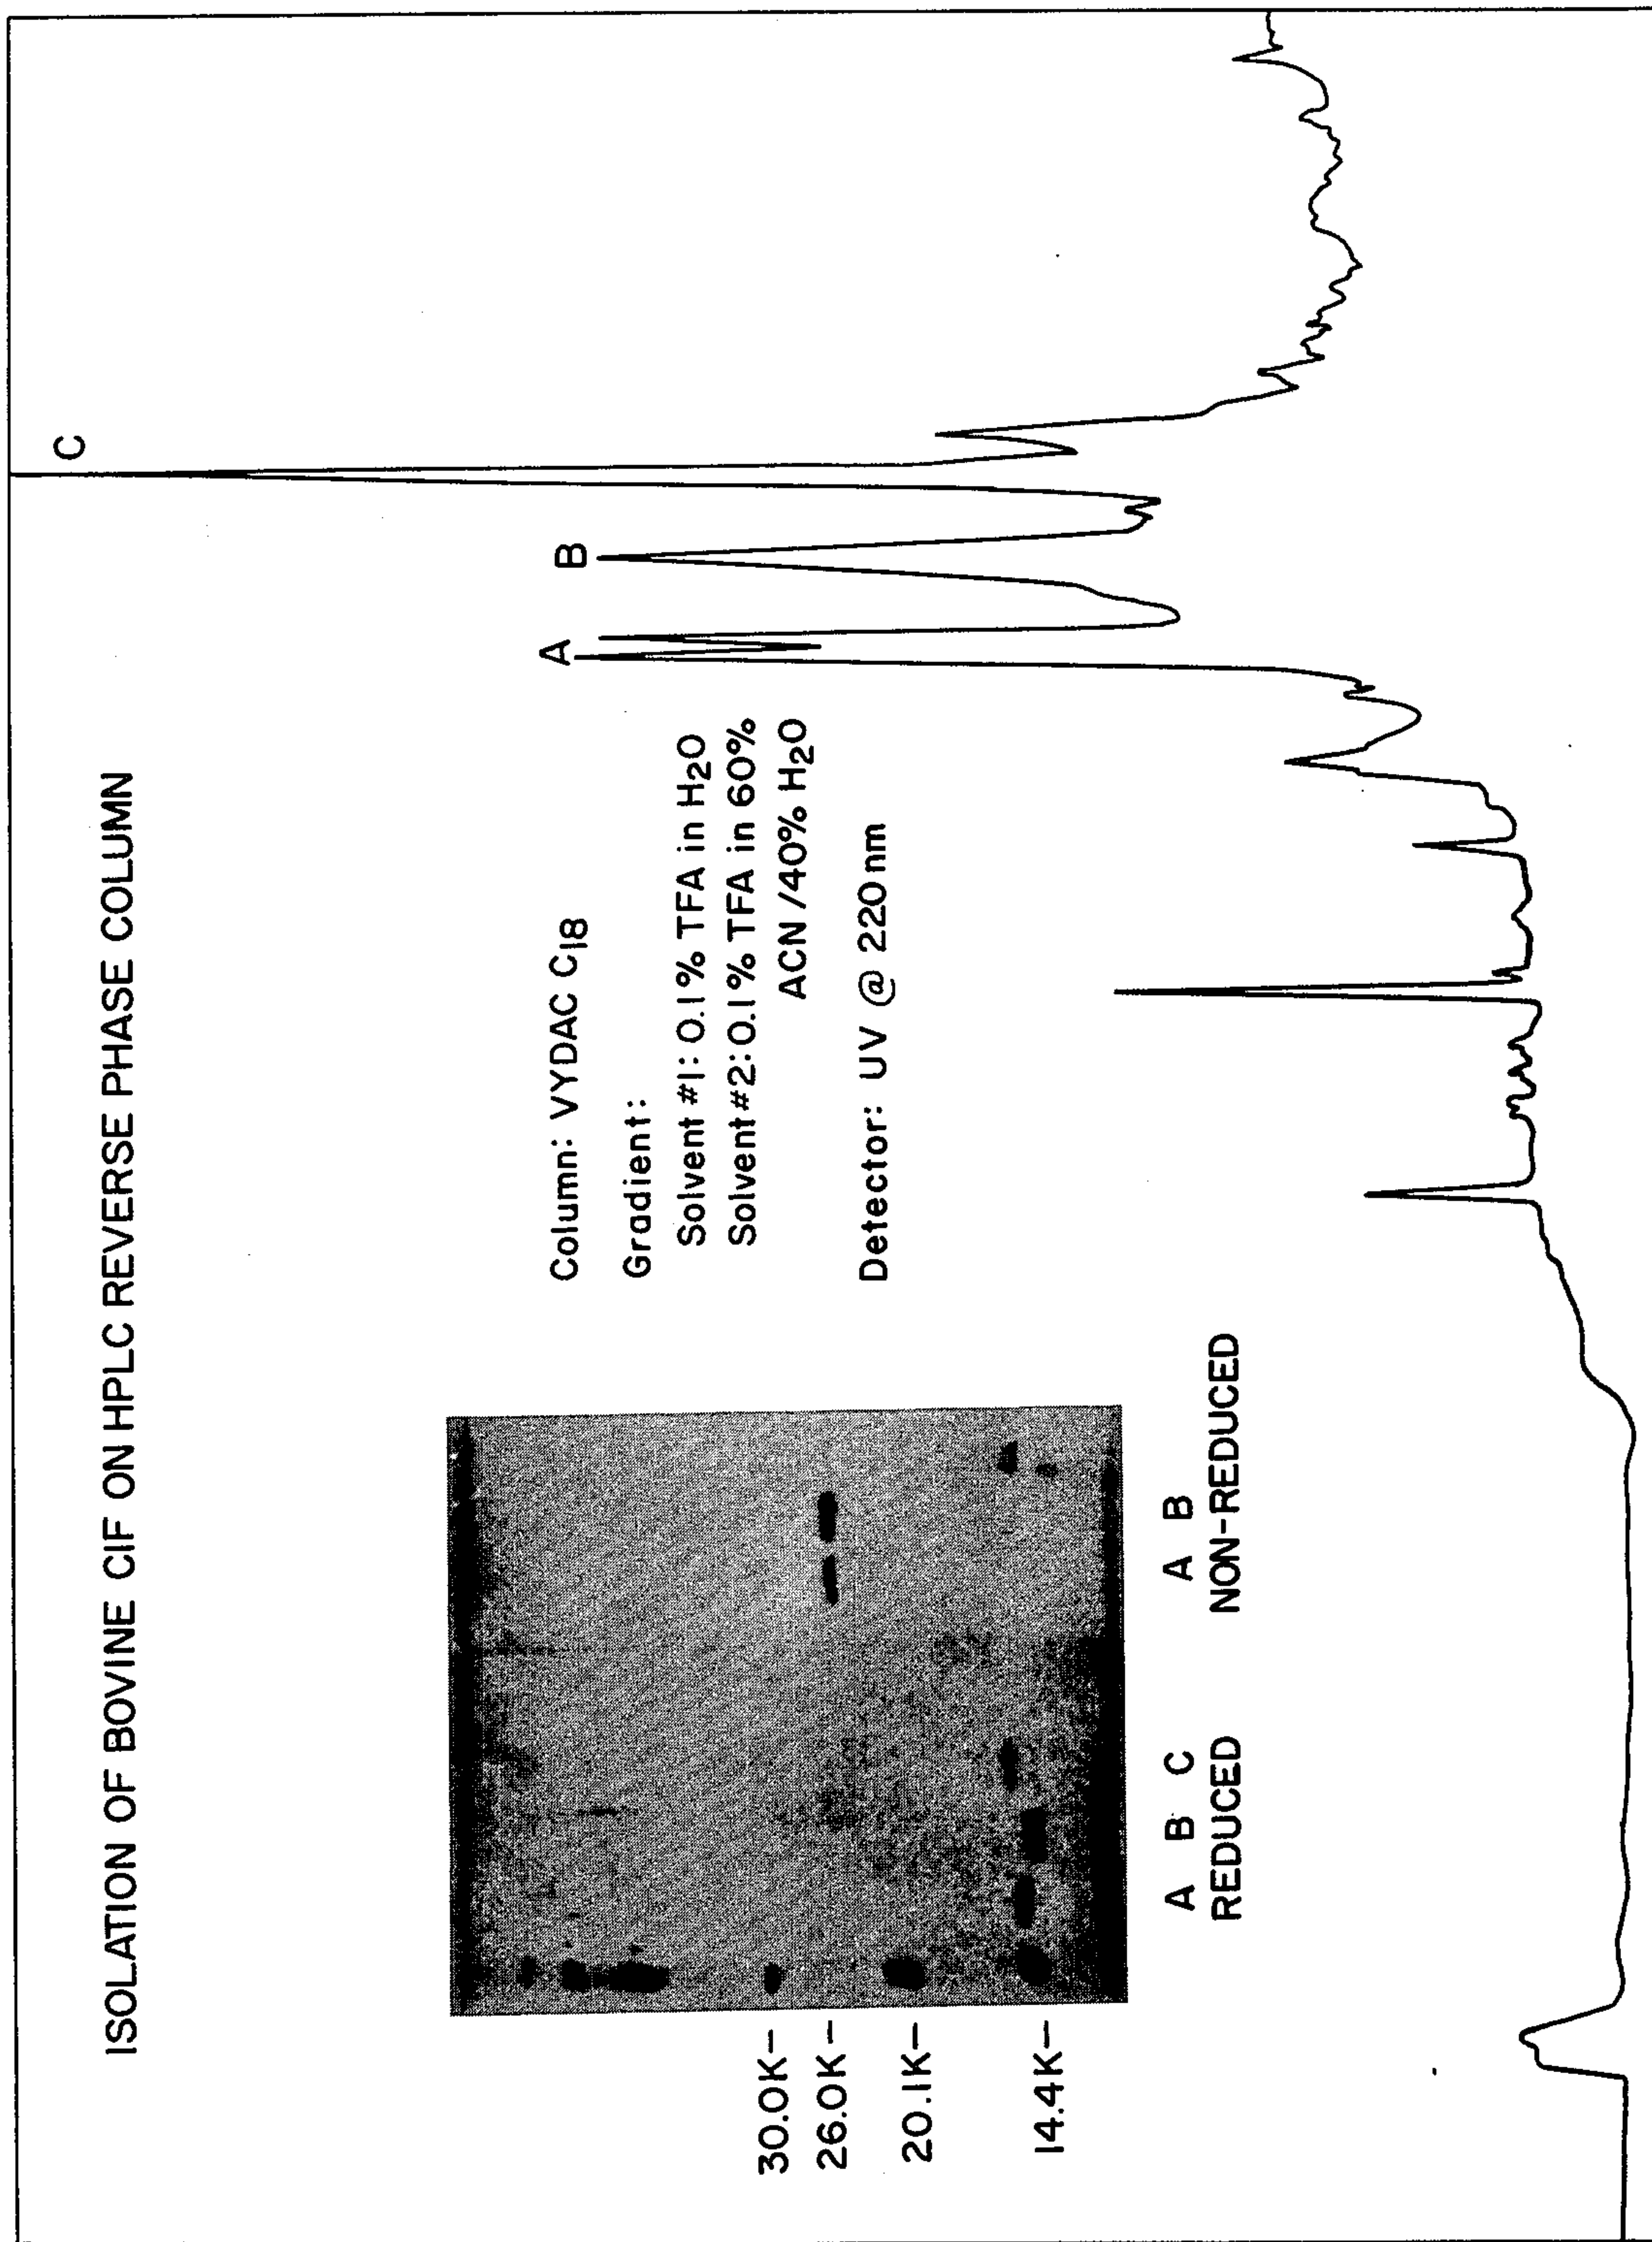 ISOLATION OF BOVINE CIF ON HPLC REVERSE PHASE COLUMN
C
B
A
Column: VYDAC C18
Gradient:
Solvent #1: 0.1% TFA in H2O
Solvent #2: 0.1% TFA in 60%
ACN /40% H2O
Detector: UV @ 220nm
30.0K–
26.0K–
20.1K–
14.4K–
A B C
REDUCED
A B
NON-REDUCED